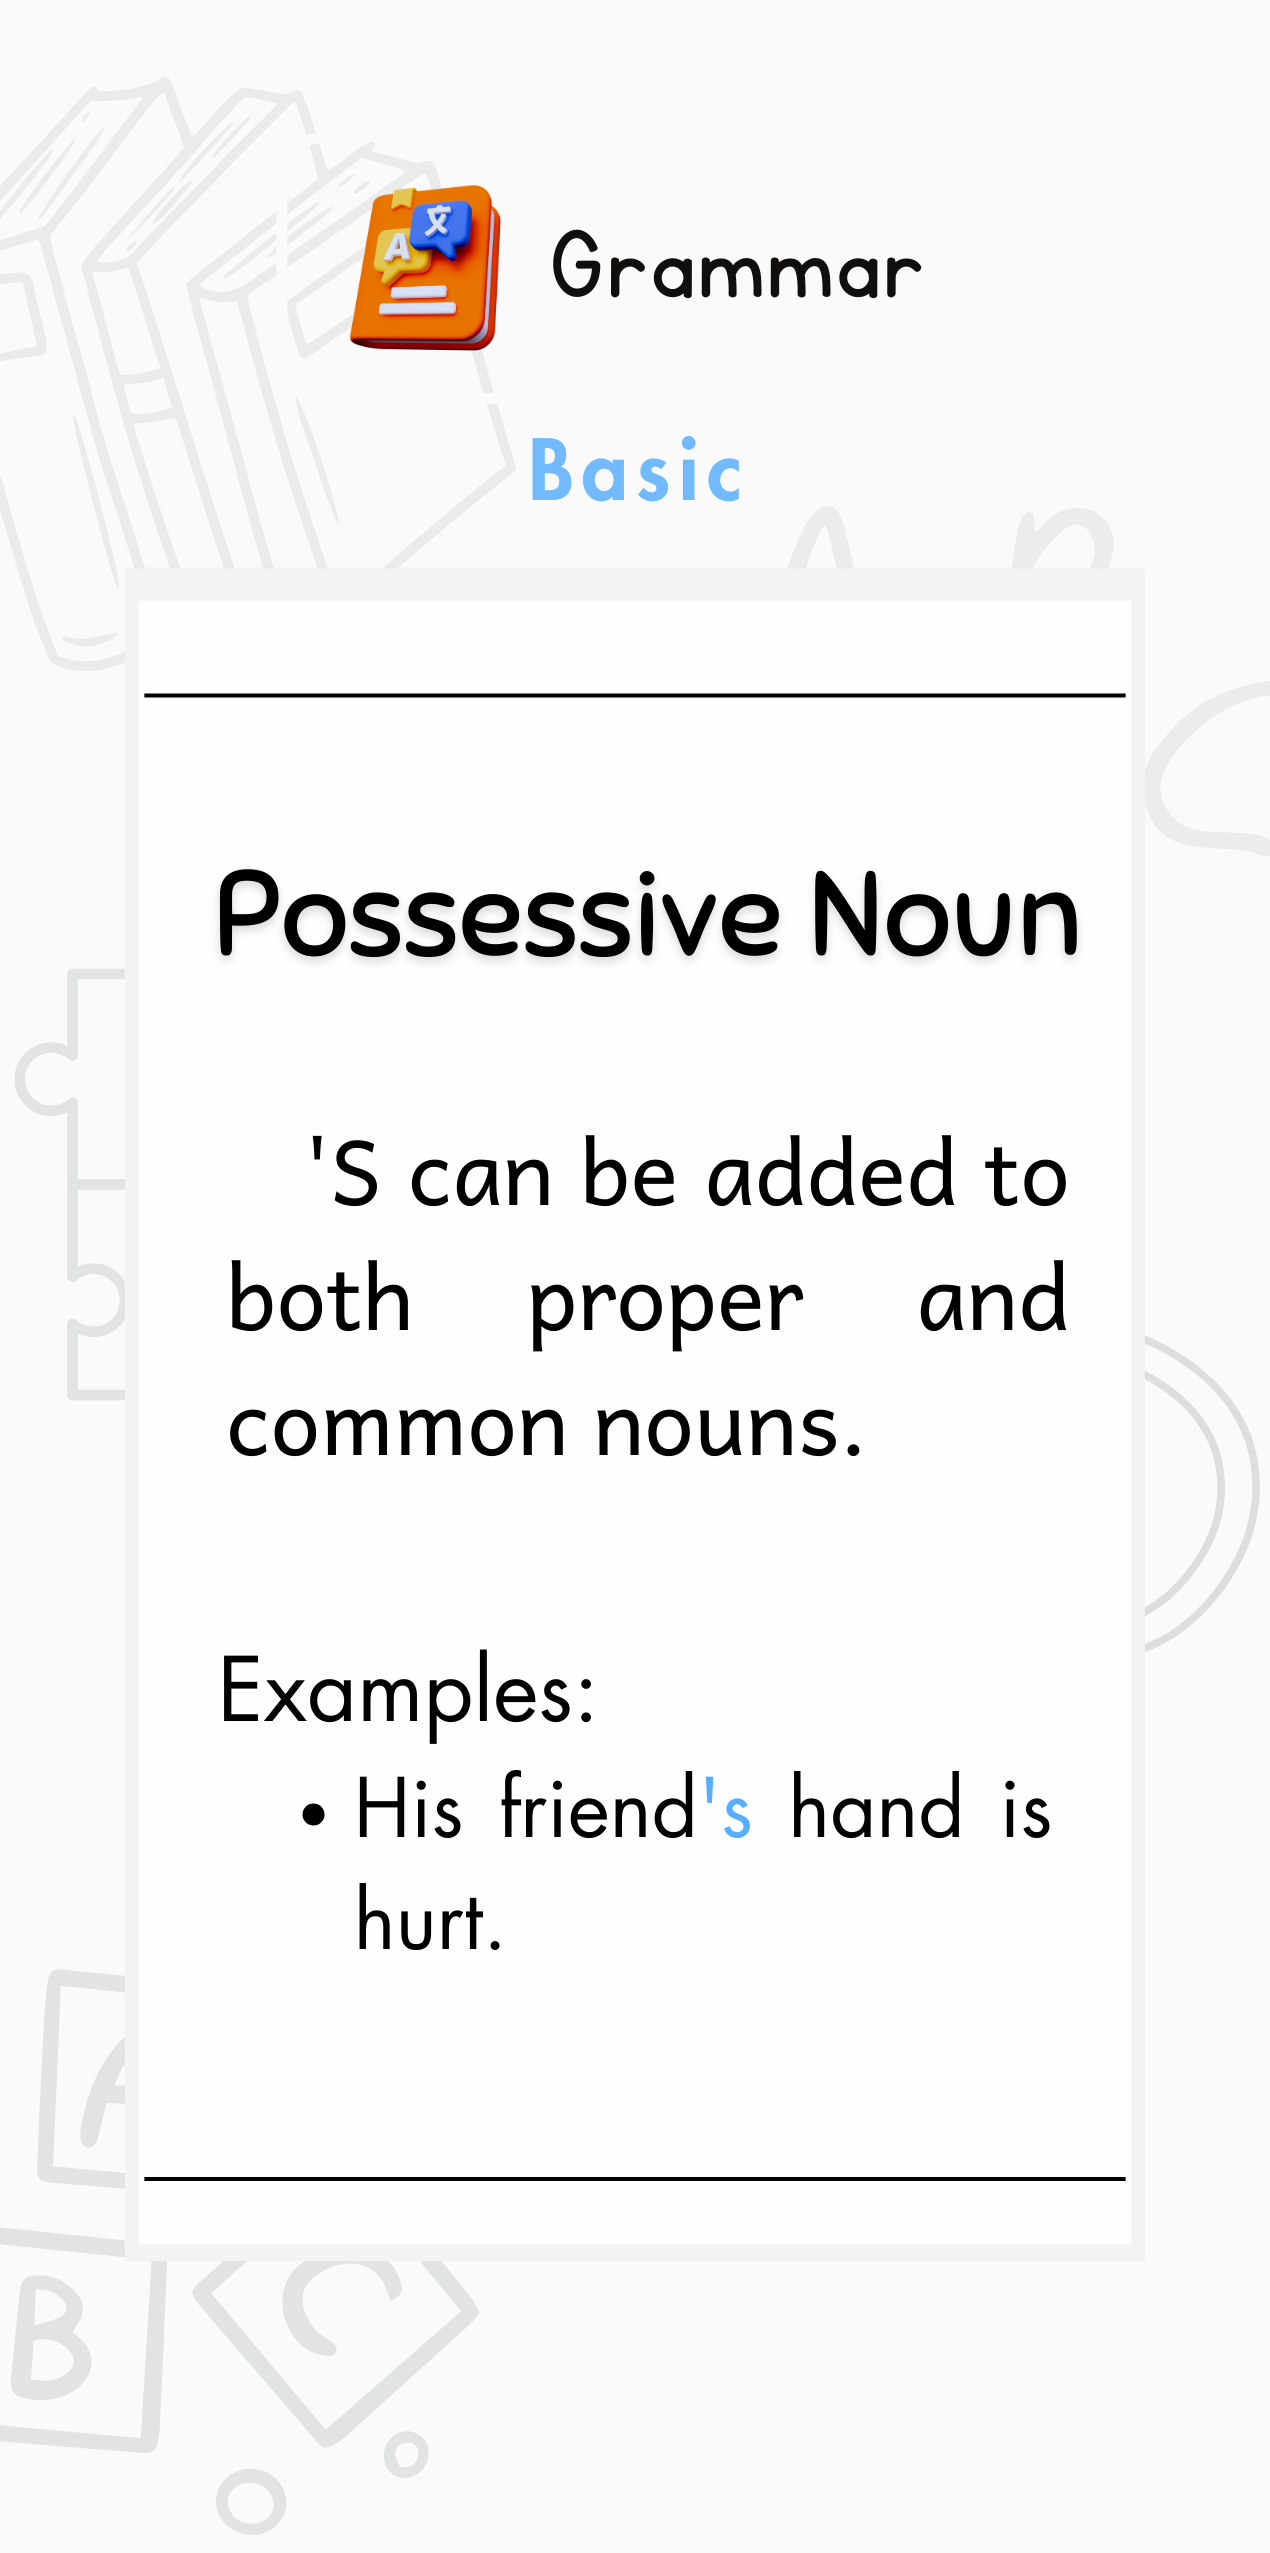 A 文
Grammar
Basic
Possessive Noun
'S can be added to
both proper and
common nouns.
Examples:
• His friend's hand is
hurt.
A
B
C